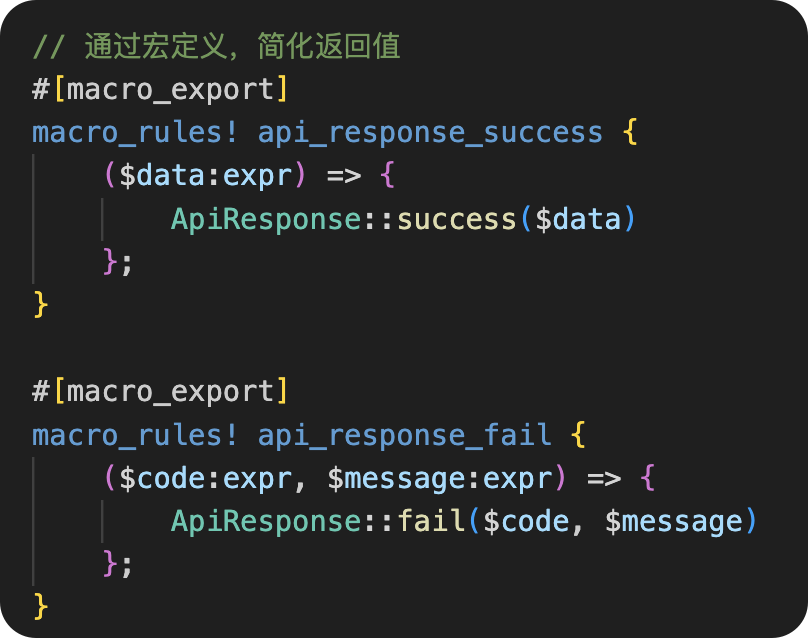 // 通过宏定义，简化返回值
#[macro_export]
macro_rules! api_response_success {
    ($data:expr) => {
        ApiResponse::success($data)
    };
}

#[macro_export]
macro_rules! api_response_fail {
    ($code:expr, $message:expr) => {
        ApiResponse::fail($code, $message)
    };
}